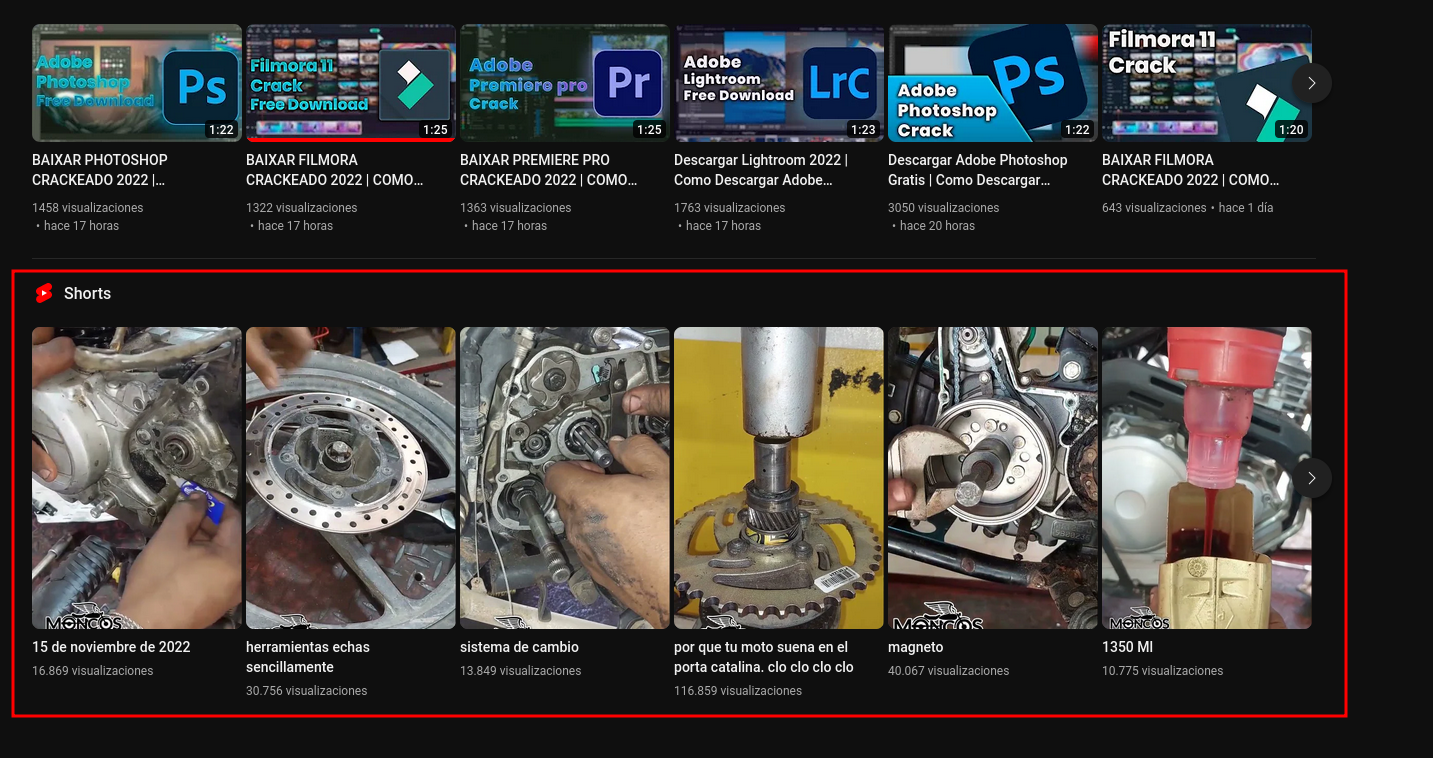 Adobe
Photoshop
Free Download
Ps
1:22
Filmora 11
Crack
Free Download
1:25
Adobe
Premiere pro
Crack
Pr
1:25
Adobe
Lightroom
Free Download
LrC
1:23
Adobe
Photoshop
Crack
Ps
1:22
Filmora 11
Crack
1:20
BAIXAR PHOTOSHOP
CRACKEADO 2022 |...
1458 visualizaciones
• hace 17 horas
BAIXAR FILMORA
CRACKEADO 2022 | COMO...
1322 visualizaciones
• hace 17 horas
BAIXAR PREMIERE PRO
CRACKEADO 2022 | COMO...
1363 visualizaciones
• hace 17 horas
Descargar Lightroom 2022 |
Como Descargar Adobe...
1763 visualizaciones
• hace 17 horas
Descargar Adobe Photoshop
Gratis | Como Descargar...
3050 visualizaciones
• hace 20 horas
BAIXAR FILMORA
CRACKEADO 2022 | COMO...
643 visualizaciones • hace 1 día
Shorts
MONCOS
MONCOS
MONCOS
15 de noviembre de 2022
16.869 visualizaciones
herramientas echas
sencillamente
30.756 visualizaciones
sistema de cambio
13.849 visualizaciones
por que tu moto suena en el
porta catalina. clo clo clo clo
116.859 visualizaciones
magneto
40.067 visualizaciones
1350 Ml
10.775 visualizaciones